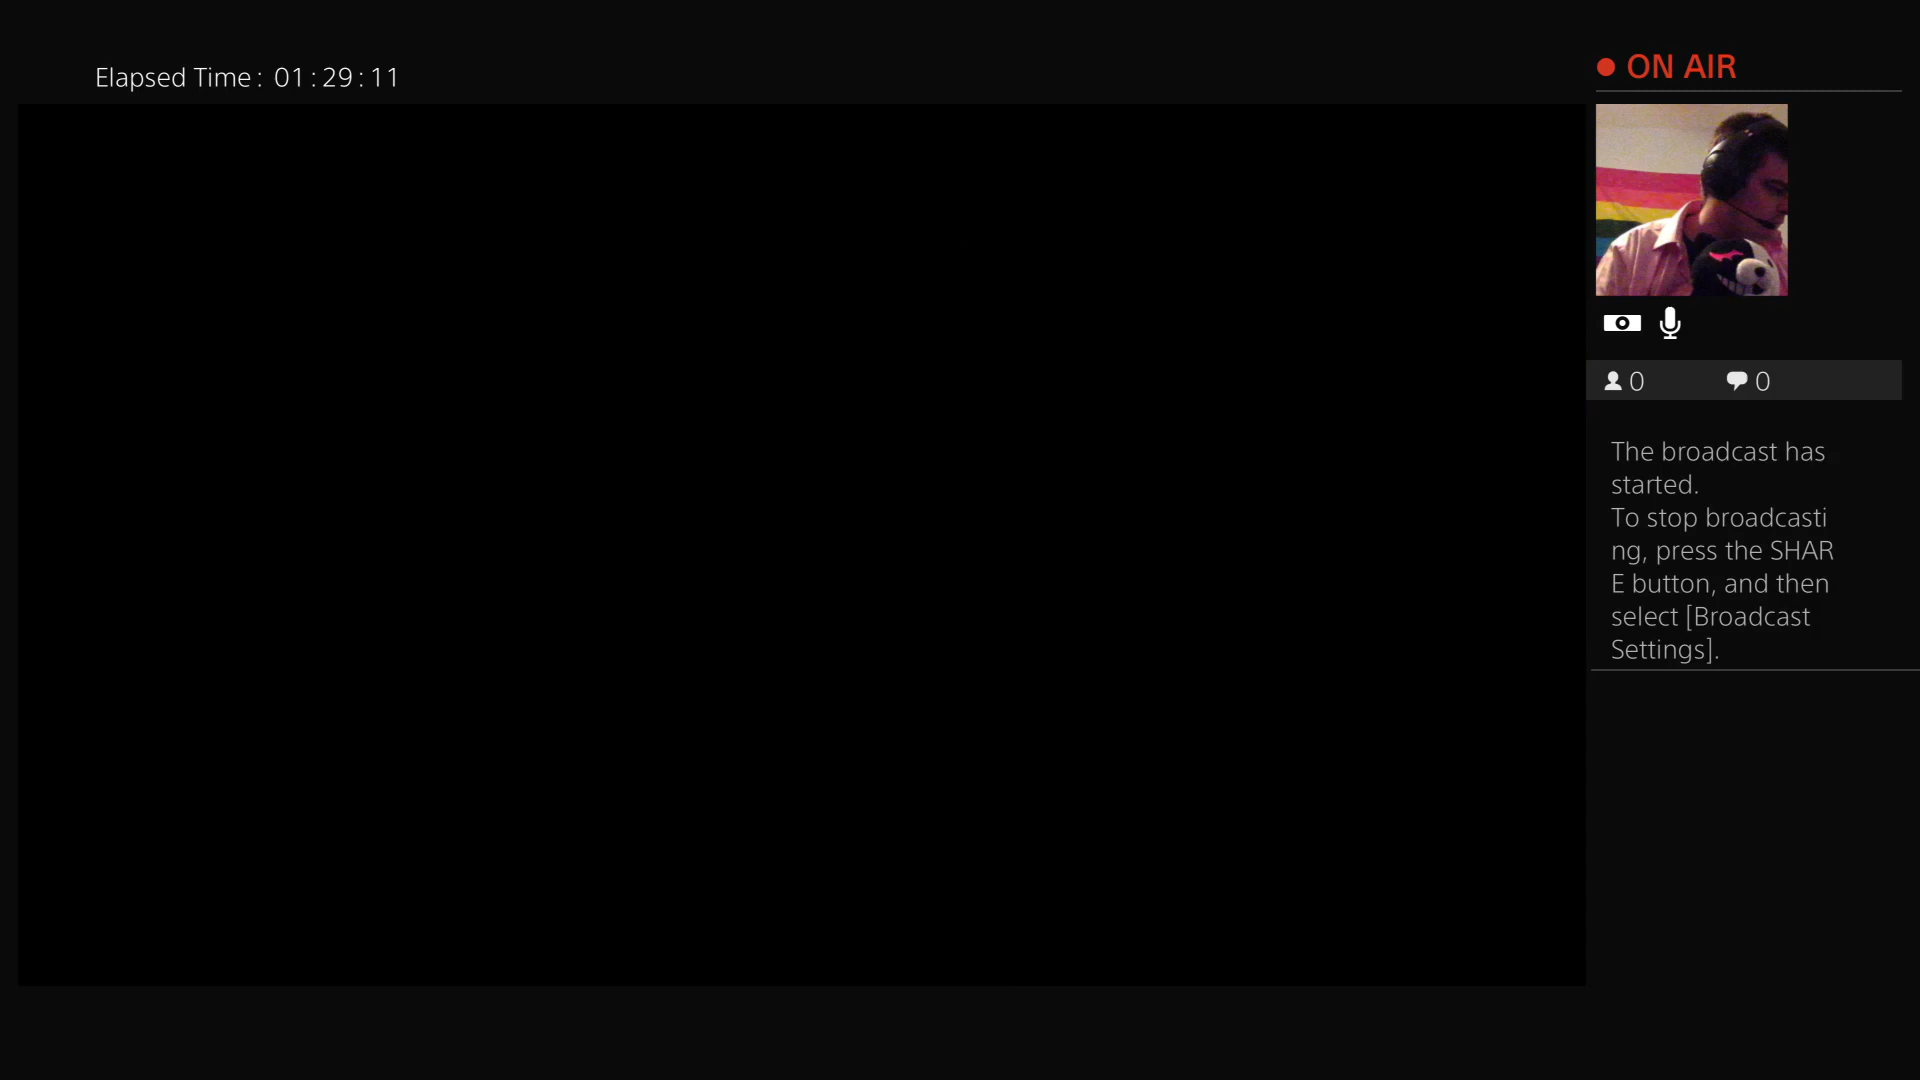 Elapsed Time: 01:29:11
ON AIR
0
0
The broadcast has
started.
To stop broadcasti
ng, press the SHAR
E button, and then
select [Broadcast
Settings].